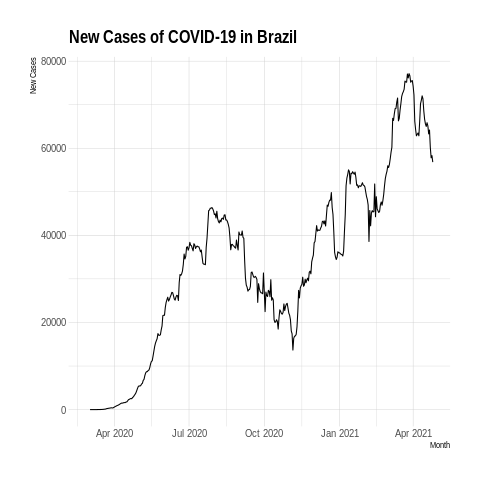 New Cases of COVID-19 in Brazil
New Cases
80000
60000
40000
20000
0
Apr 2020 Jul 2020 Oct 2020 Jan 2021 Apr 2021
Month